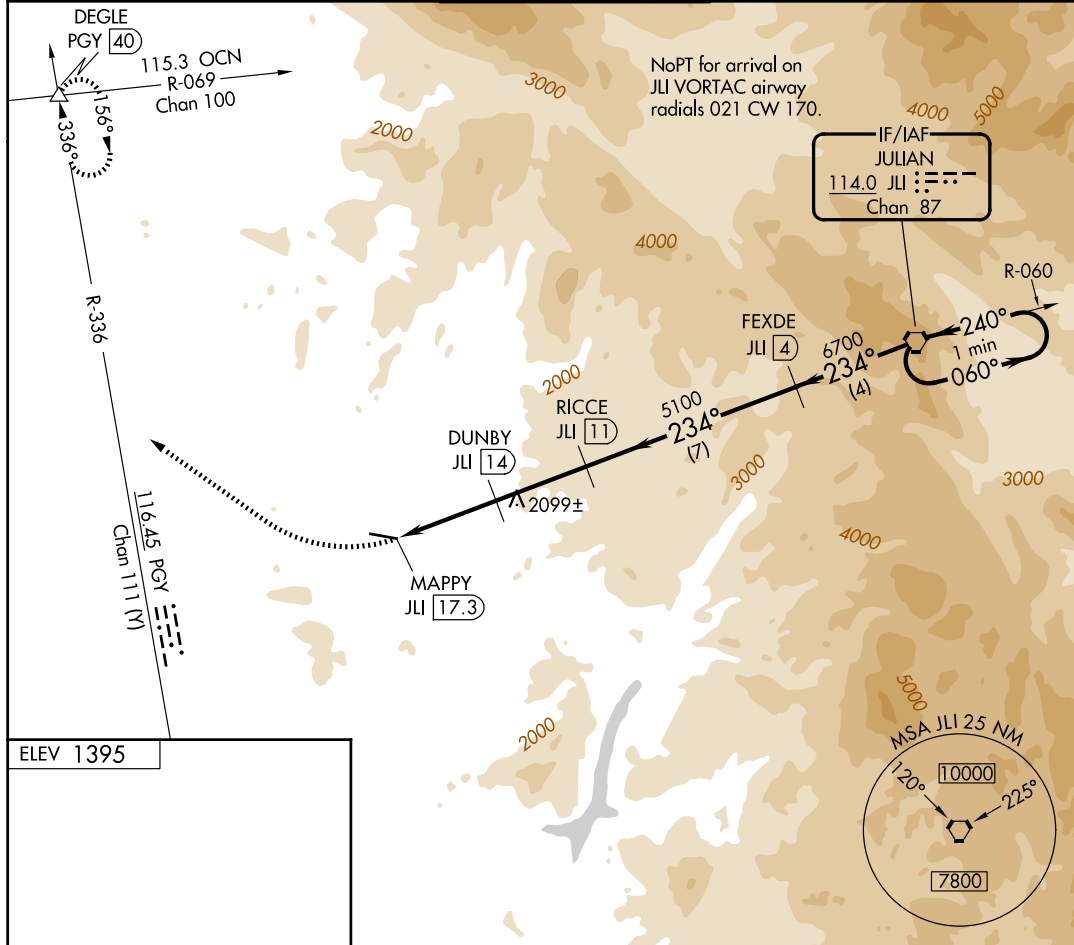 DEGLE
PGY 40
115.3 OCN
R-069
Chan 100
156°
336°
R-336
116.45 PGY
Chan 111 (Y)
NoPT for arrival on
JLI VORTAC airway
radials 021 CW 170.
3000
2000
4000
5000
IF/IAF
JULIAN
114.0 JLI
Chan 87
4000
R-060
240°
1 min
060°
FEXDE
JLI 4
6700
234°
(4)
2000
RICCE
JLI 11
5100
234°
(7)
DUNBY
JLI 14
2099±
3000
3000
4000
MAPPY
JLI 17.3
5000
2000
MSA JLI 25 NM
120°
10000
225°
7800
ELEV 1395